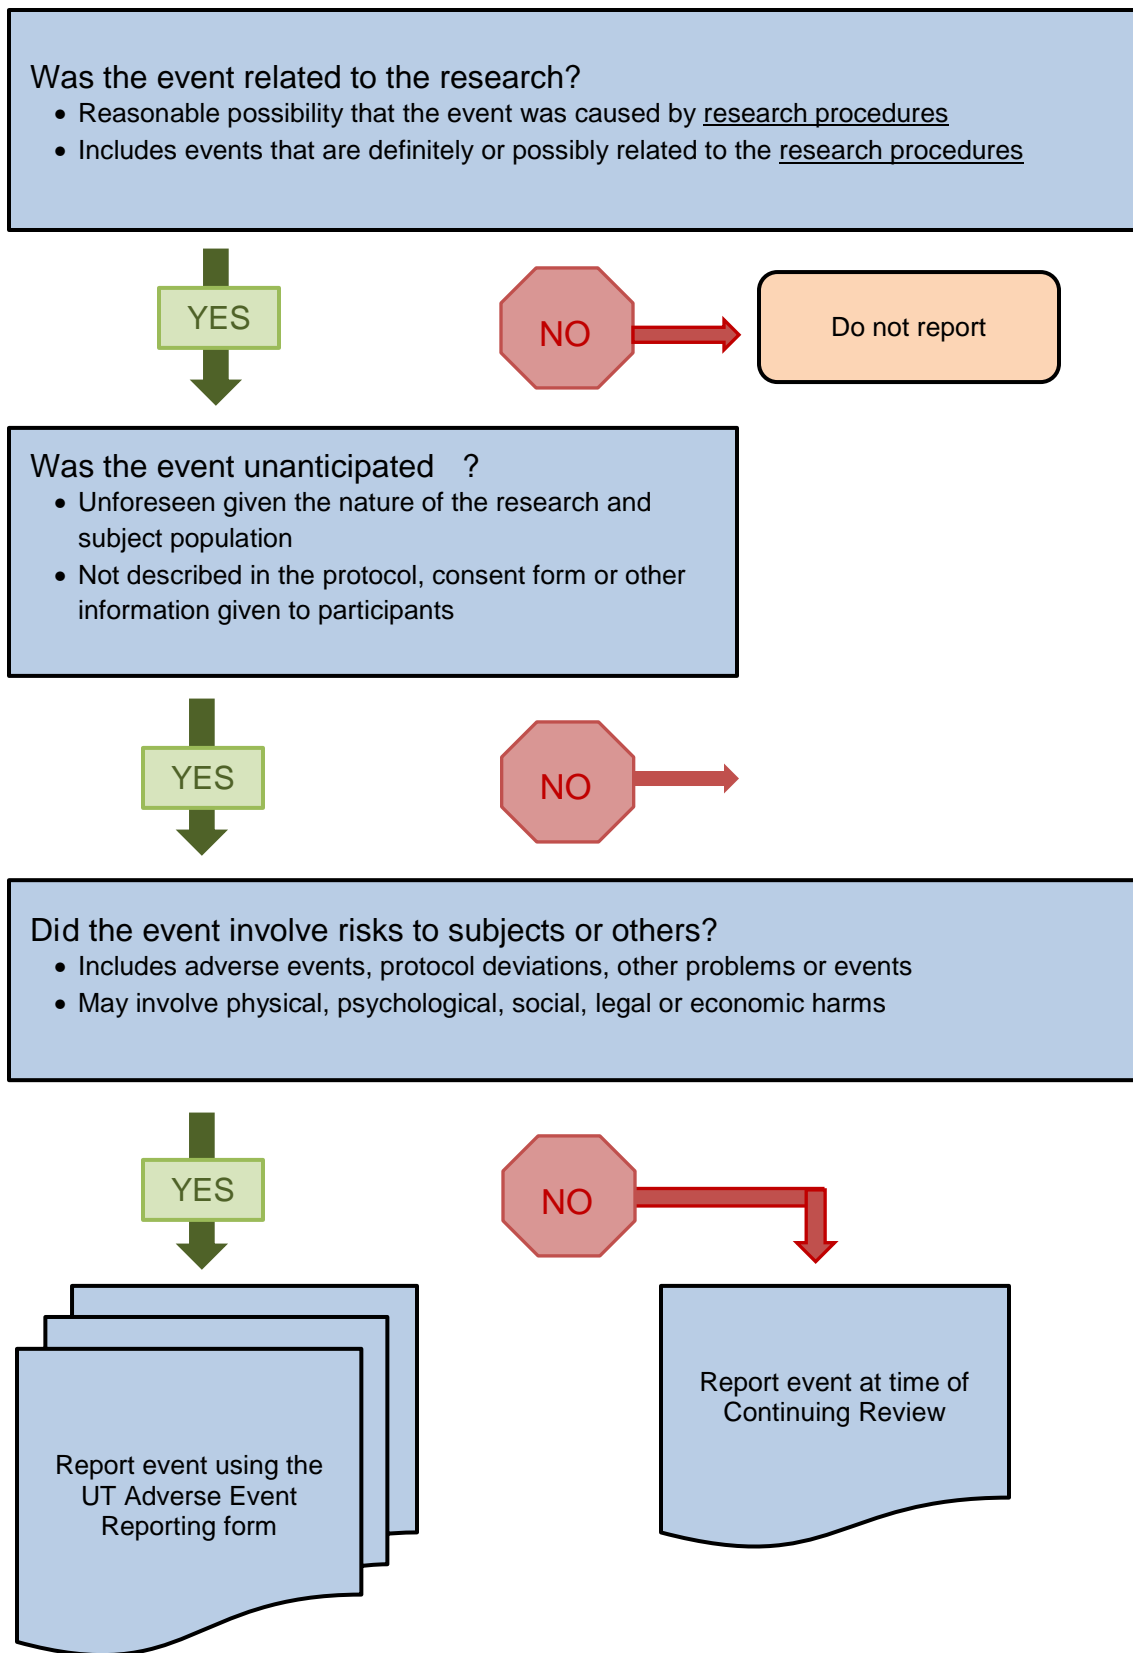 Was the event related to the research?
• Reasonable possibility that the event was caused by research procedures
• Includes events that are definitely or possibly related to the research procedures
YES
NO
Do not report
Was the event unanticipated ?
• Unforeseen given the nature of the research and
subject population
• Not described in the protocol, consent form or other
information given to participants
YES
NO
Did the event involve risks to subjects or others?
• Includes adverse events, protocol deviations, other problems or events
• May involve physical, psychological, social, legal or economic harms
YES
NO
Report event using the
UT Adverse Event
Reporting form
Report event at time of
Continuing Review